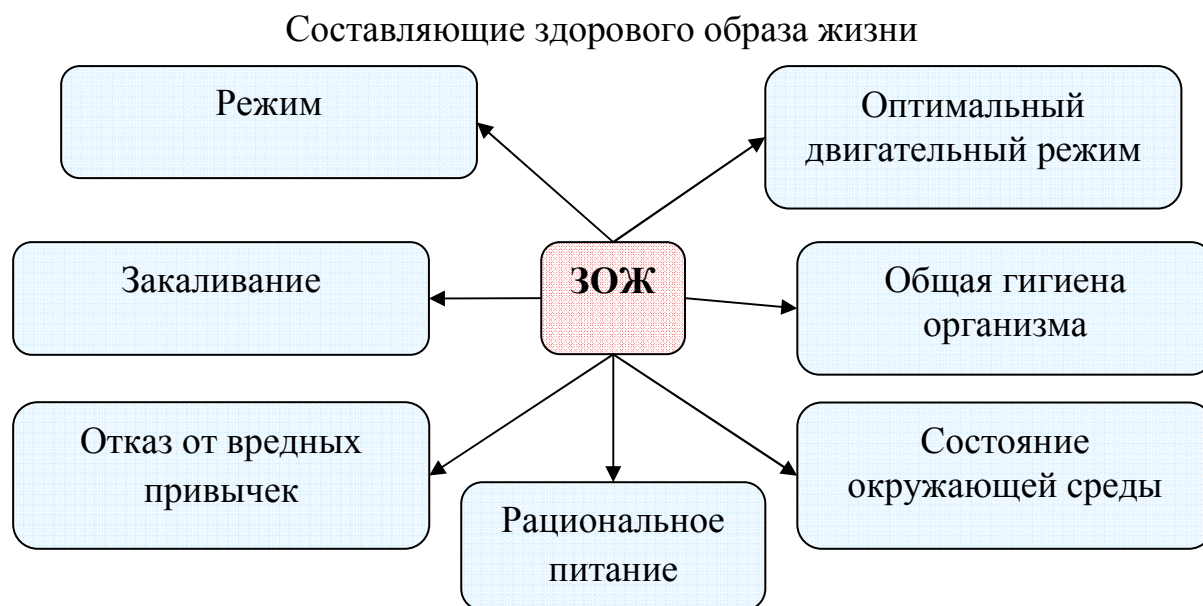 Составляющие здорового образа жизни
Режим
Оптимальный
двигательный режим
Закаливание
ЗОЖ
Общая гигиена
организма
Отказ от вредных
привычек
Рациональное
питание
Состояние
окружающей среды